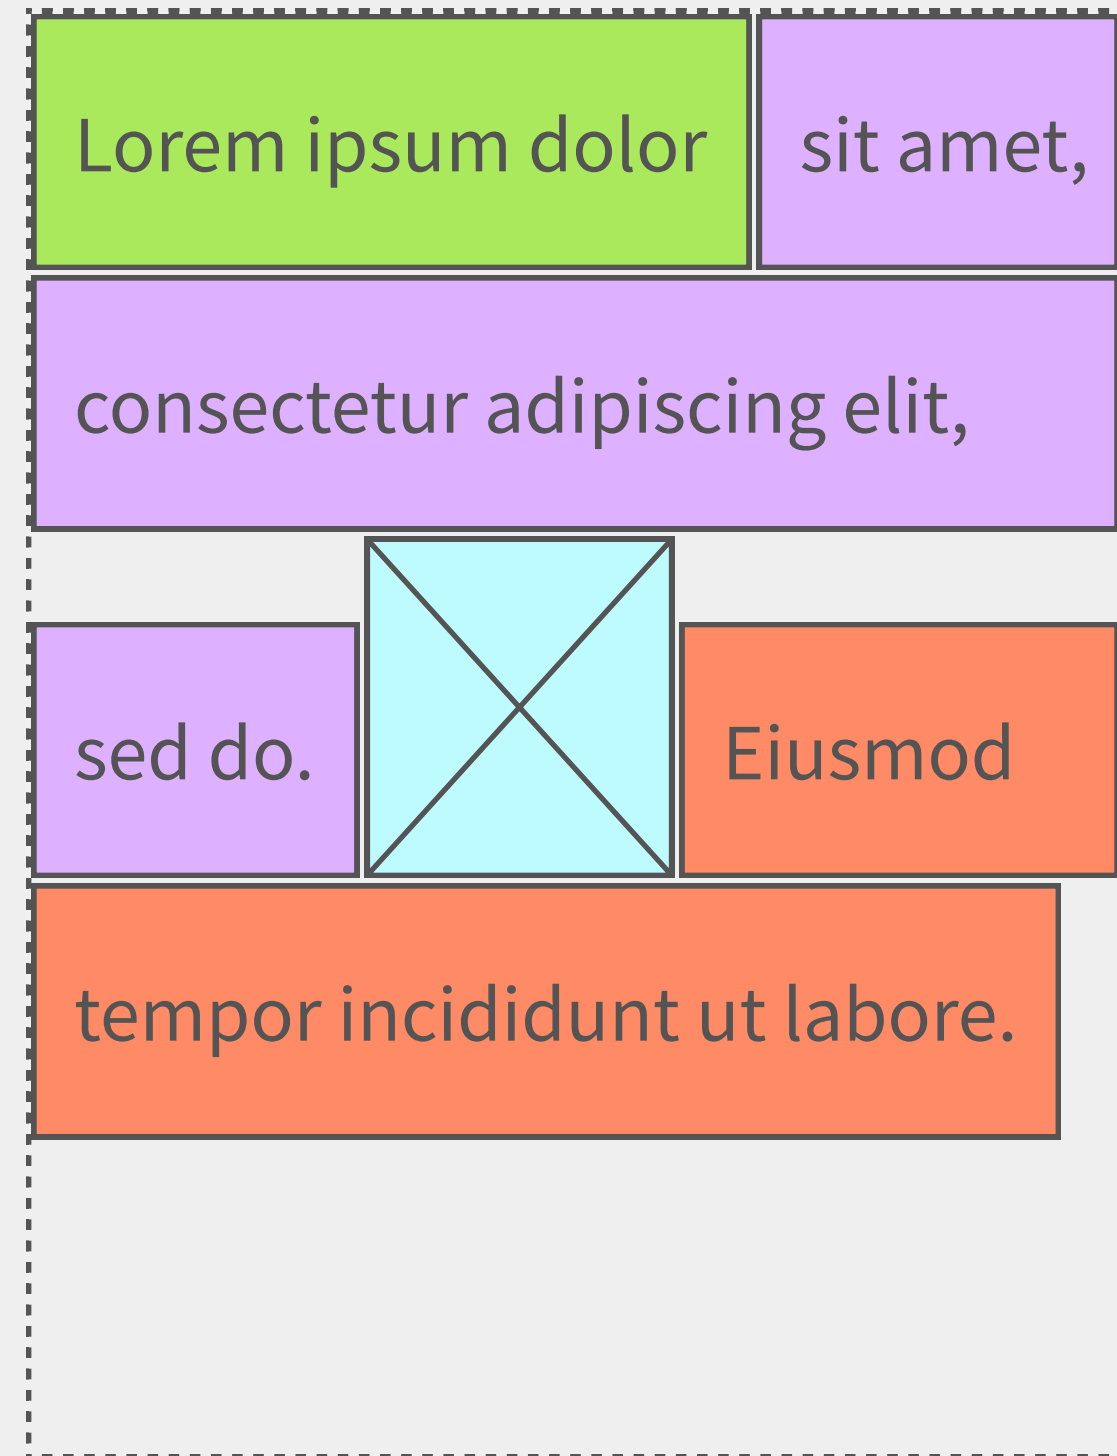 Lorem ipsum dolor sit amet,
consectetur adipiscing elit,
sed do. Eiusmod
tempor incididunt ut labore.